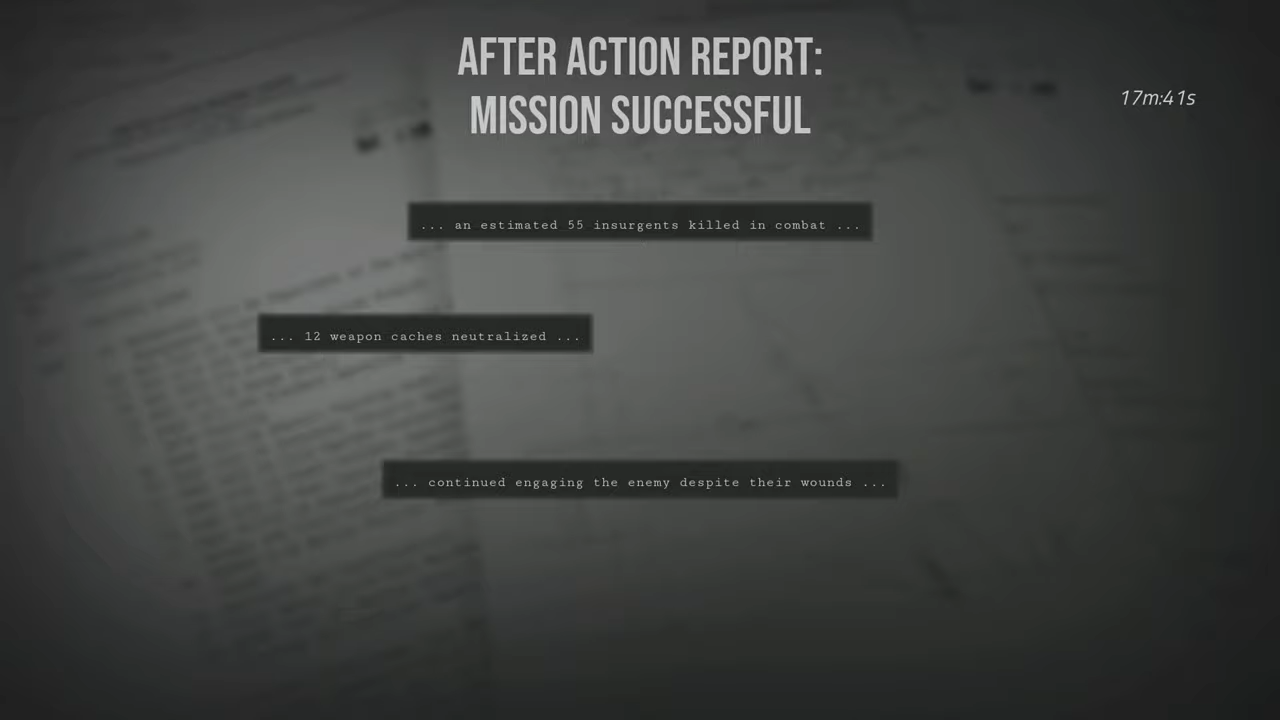 AFTER ACTION REPORT:
MISSION SUCCESSFUL
17m:41s
... an estimated 55 insurgents killed in combat ...
... 12 weapon caches neutralized ...
... continued engaging the enemy despite their wounds ...